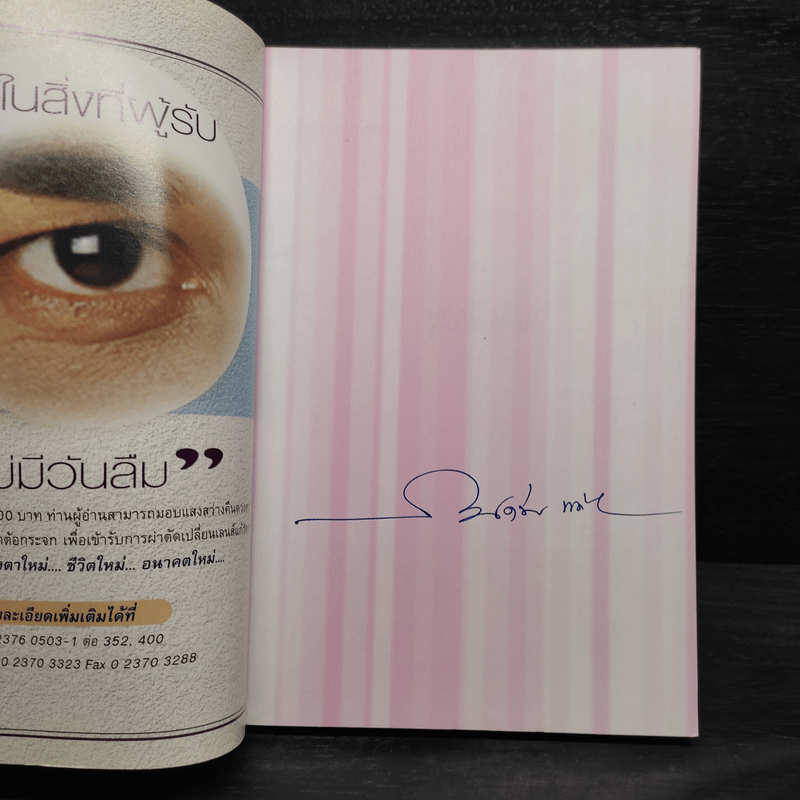 ในสิ่งที่ผู้รับ
ไม่มีวันลืม”
00 บาท ท่านผู้อ่านสามารถมอบแสงสว่างคืน
ต้อกระจก เพื่อเข้ารับการผ่าตัดเปลี่ยนเลนส์แก้ว
งตาใหม่.... ชีวิตใหม่... อนาคตใหม่....
ละเอียดเพิ่มเติมได้ที่
2376 0503-1 ต่อ 352, 400
0 2370 3323 Fax 0 2370 3288